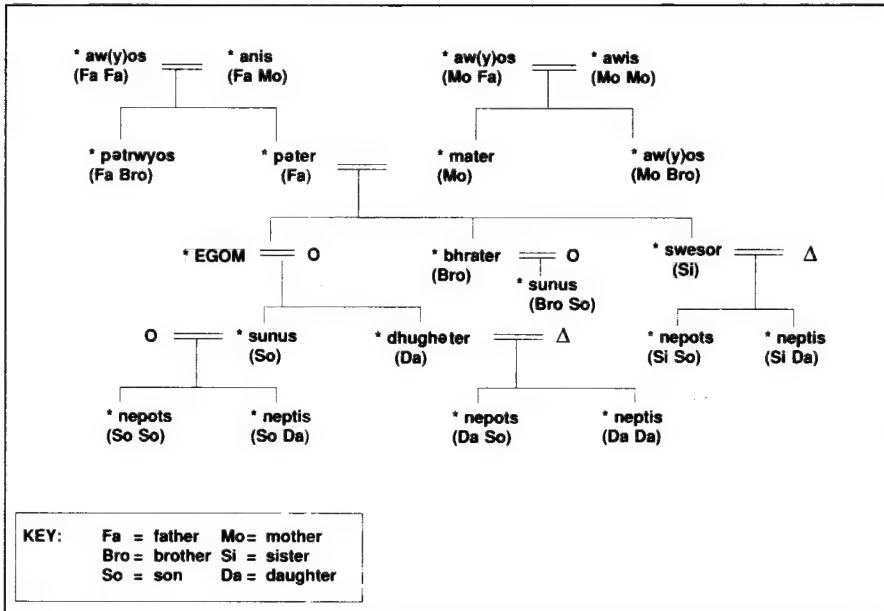 * aw(y)os * anis * aw(y)os * awis
(Fa Fa) (Fa Mo) (Mo Fa) (Mo Mo)
* pətrwyos * pəter * mater * aw(y)os
(Fa Bro) (Fa) (Mo) (Mo Bro)
* EGOM O * bhrater O * swesor Δ
(Bro) (Si)
* sunus
(Bro So)
O * sunus * dhughəter Δ * nepots * neptis
(So) (Da) (Si So) (Si Da)
* nepots * neptis * nepots * neptis
(So So) (So Da) (Da So) (Da Da)
KEY: Fa = father Mo = mother
Bro = brother Si = sister
So = son Da = daughter